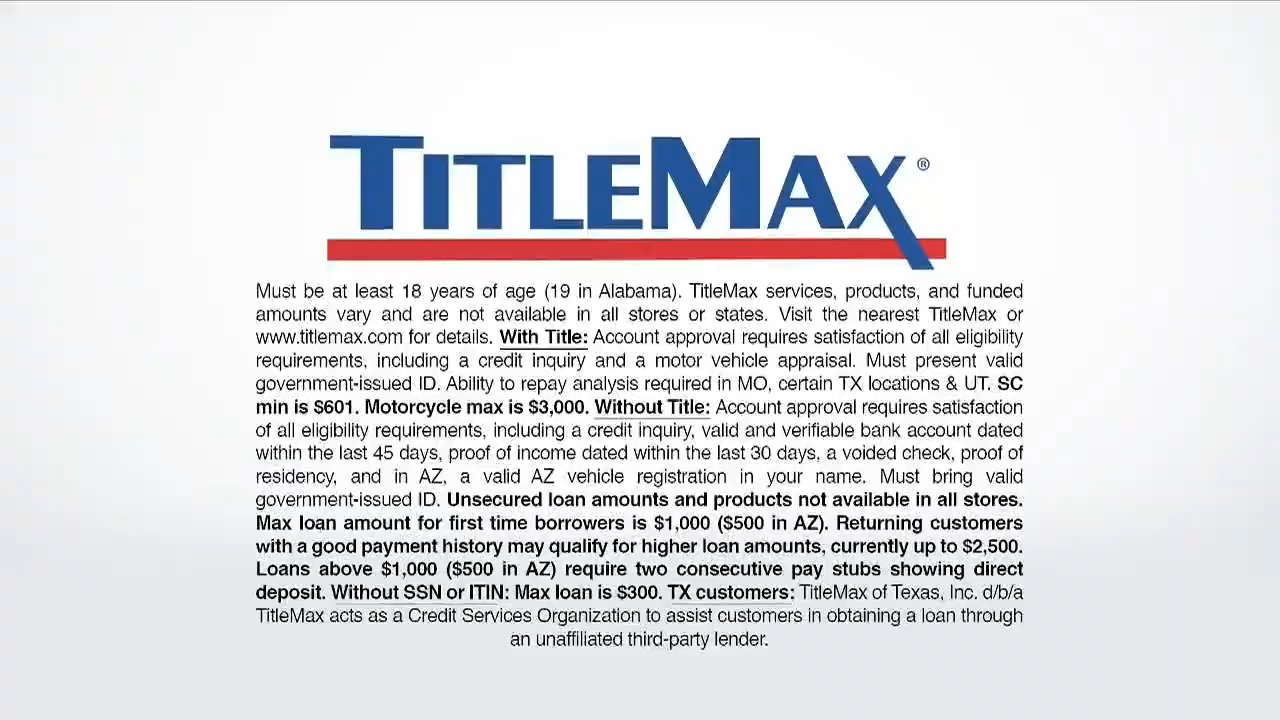 TITLEMAX®
Must be at least 18 years of age (19 in Alabama). TitleMax services, products, and funded
amounts vary and are not available in all stores or states. Visit the nearest TitleMax or
www.titlemax.com for details. With Title: Account approval requires satisfaction of all eligibility
requirements, including a credit inquiry and a motor vehicle appraisal. Must present valid
government-issued ID. Ability to repay analysis required in MO, certain TX locations & UT. SC
min is $601. Motorcycle max is $3,000. Without Title: Account approval requires satisfaction
of all eligibility requirements, including a credit inquiry, valid and verifiable bank account dated
within the last 45 days, proof of income dated within the last 30 days, a voided check, proof of
residency, and in AZ, a valid AZ vehicle registration in your name. Must bring valid
government-issued ID. Unsecured loan amounts and products not available in all stores.
Max loan amount for first time borrowers is $1,000 ($500 in AZ). Returning customers
with a good payment history may qualify for higher loan amounts, currently up to $2,500.
Loans above $1,000 ($500 in AZ) require two consecutive pay stubs showing direct
deposit. Without SSN or ITIN: Max loan is $300. TX customers: TitleMax of Texas, Inc. d/b/a
TitleMax acts as a Credit Services Organization to assist customers in obtaining a loan through
an unaffiliated third-party lender.